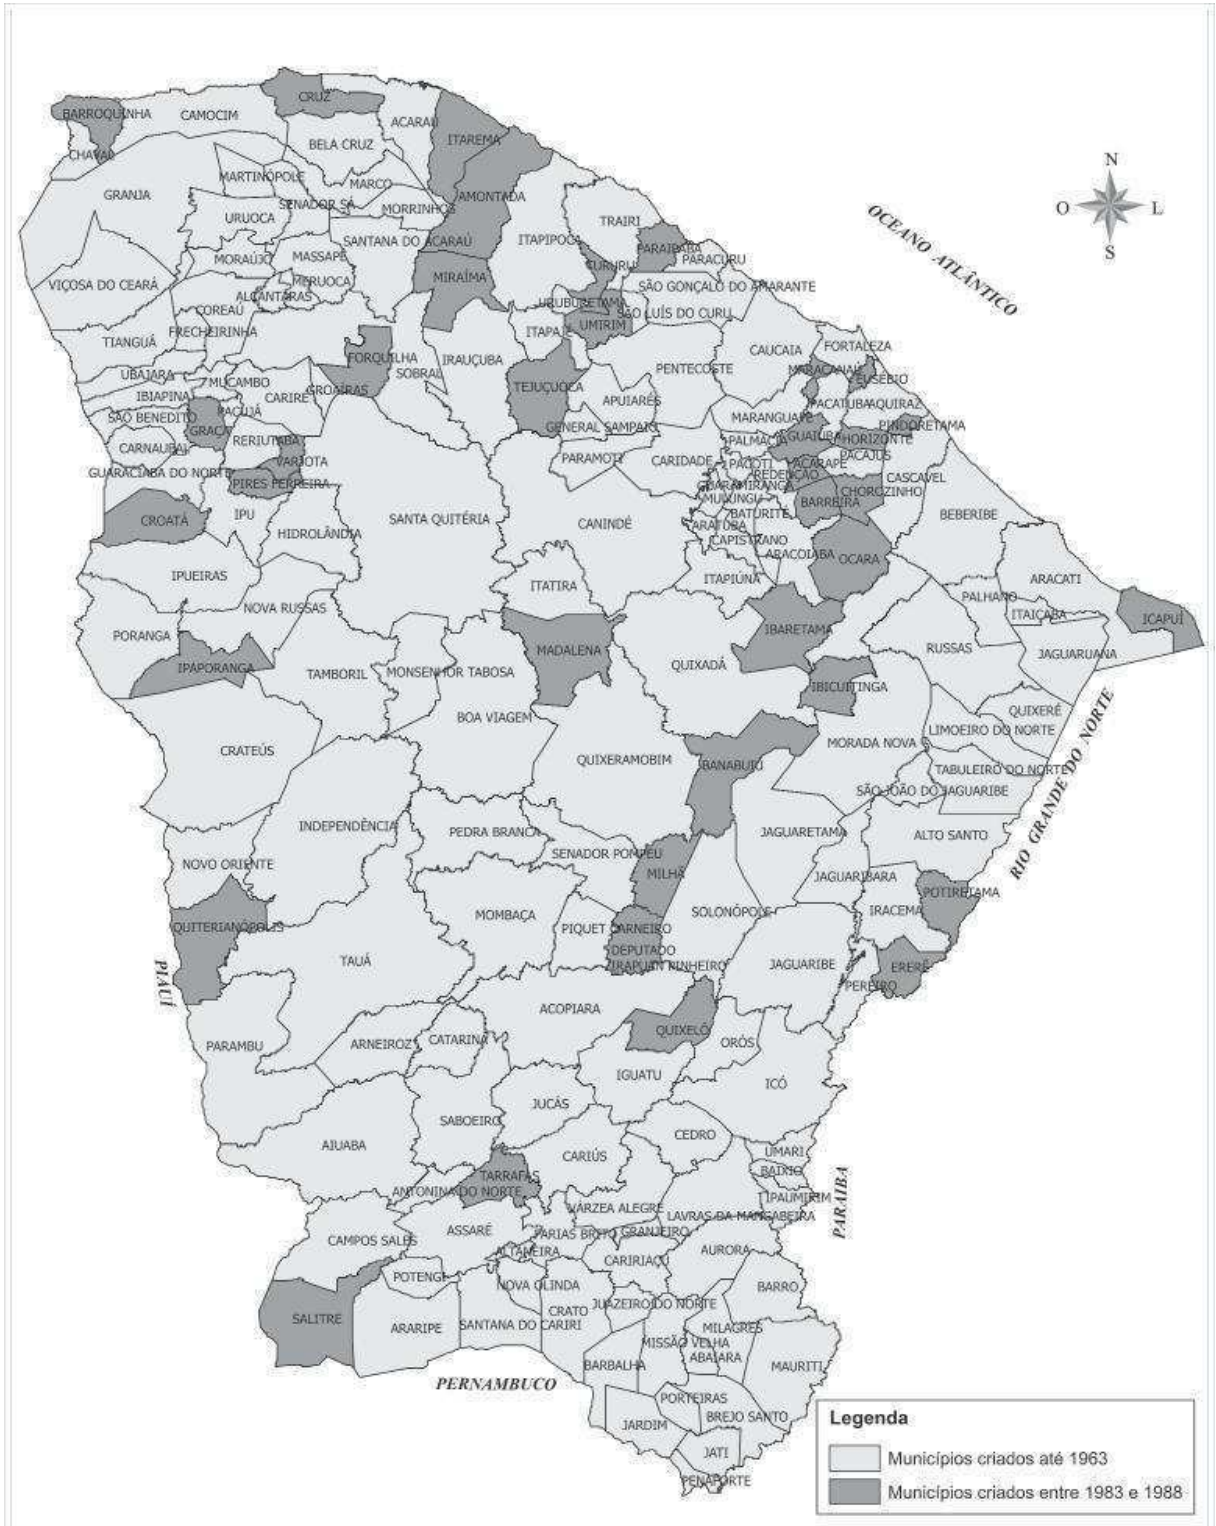 CRUZ
BARROQUINHA
CAMOCIM
ACARAÚ
ITAREMA
BELA CRUZ
CHAVAL
N
MARTINÓPOLE
MARCO
GRANJA
AMONTADA
SENADOR SÁ
MORRINHOS
O
L
URUOCA
TRAIRI
OCEANO ATLÂNTICO
SANTANA DO ACARAÚ
ITAPIPOCA
PARAIPABA
S
MORAÚJO
MASSAPÊ
TURURU
PARACURU
MIRAÍMA
VIÇOSA DO CEARÁ
MERUOCA
SÃO GONÇALO DO AMARANTE
ALCÂNTARAS
URUBURETAMA
COREAÚ
SÃO LUÍS DO CURU
FRECHEIRINHA
ITAPAJÉ
UMIRIM
TIANGUÁ
FORTALEZA
CAUCAIA
FORQUILHA
IRAUÇUBA
PENTECOSTE
MARACANAÚ
UBAJARA
SOBRAL
EUSÉBIO
MUCAMBO
GROAÍRAS
TEJUÇUOCA
IBIAPINA
CARIRÉ
APUIARÉS
PACATUBA
AQUIRAZ
PACUJÁ
SÃO BENEDITO
MARANGUAPE
PINDORETAMA
GRAÇA
GENERAL SAMPAIO
GUAIÚBA
RERIUTABA
PALMÁCIA
HORIZONTE
CARNAUBAL
PACAJUS
VARJOTA
PARAMOTI
CARIDADE
PACOTI
ACARAPE
GUARACIABA DO NORTE
REDENÇÃO
CASCAVEL
PIRES FERREIRA
GUARAMIRANGA
CHOROZINHO
MULUNGU
BARREIRA
IPU
BATURITÉ
BEBERIBE
CROATÁ
SANTA QUITÉRIA
CANINDÉ
ARATUBA
HIDROLÂNDIA
CAPISTRANO
ARACOIABA
OCARA
IPUEIRAS
ITATIRA
ITAPIÚNA
ARACATI
PALHANO
NOVA RUSSAS
ITAIÇABA
ICAPUÍ
PORANGA
IBARETAMA
MADALENA
RUSSAS
JAGUARUANA
IPAPORANGA
QUIXADÁ
TAMBORIL
MONSENHOR TABOSA
IBICUITINGA
QUIXERÉ
BOA VIAGEM
LIMOEIRO DO NORTE
CRATEÚS
MORADA NOVA
QUIXERAMOBIM
BANABUIÚ
TABULEIRO DO NORTE
RIO GRANDE DO NORTE
SÃO JOÃO DO JAGUARIBE
INDEPENDÊNCIA
PEDRA BRANCA
JAGUARETAMA
ALTO SANTO
SENADOR POMPEU
NOVO ORIENTE
MILHÃ
JAGUARIBARA
POTIRETAMA
MOMBAÇA
SOLONÓPOLE
IRACEMA
QUITERIANÓPOLIS
PIQUET CARNEIRO
DEPUTADO
IRAPUAN PINHEIRO
TAUÁ
JAGUARIBE
ERERÊ
PIAUÍ
PEREIRO
ACOPIARA
QUIXELÔ
PARAMBU
ARNEIROZ
CATARINA
ORÓS
IGUATU
ICÓ
JUCÁS
SABOEIRO
CEDRO
AIUABA
CARIÚS
UMARI
BAIXIO
TARRAFAS
PARAIBA
ANTONINA DO NORTE
IPAUMIRIM
VÁRZEA ALEGRE
LAVRAS DA MANGABEIRA
ASSARÉ
FARIAS BRITO
GRANJEIRO
CAMPOS SALES
ALTANEIRA
AURORA
CARIRIAÇU
POTENGI
NOVA OLINDA
BARRO
JUAZEIRO DO NORTE
CRATO
SALITRE
ARARIPE
SANTANA DO CARIRI
MILAGRES
MISSÃO VELHA
ABAIARA
BARBALHA
MAURITI
PERNAMBUCO
PORTEIRAS
BREJO SANTO
JARDIM
JATI
PENAFORTE
Legenda
Municípios criados até 1963
Municípios criados entre 1983 e 1988